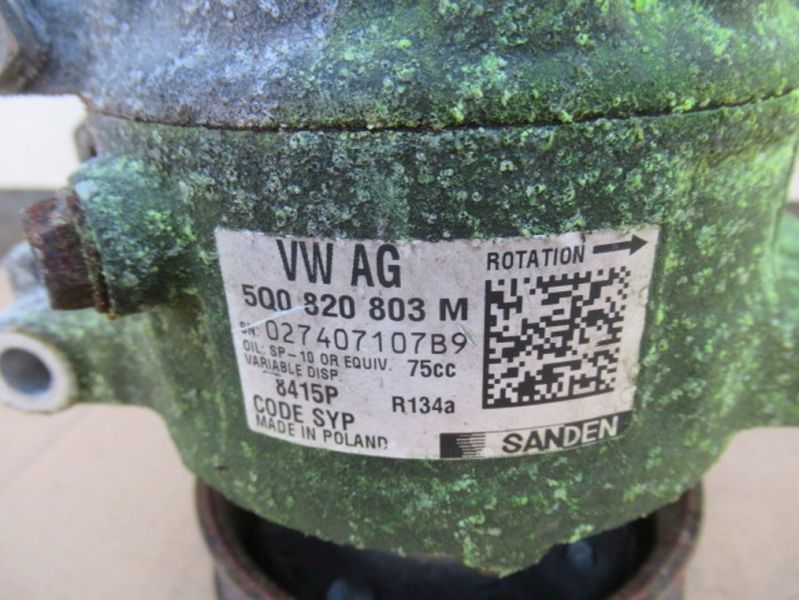 VW AG
ROTATION
5Q0 820 803 M
SN: 027407107B9
OIL: SP-10 OR EQUIV. 75cc
VARIABLE DISP.
8415P R134a
CODE SYP
MADE IN POLAND
SANDEN